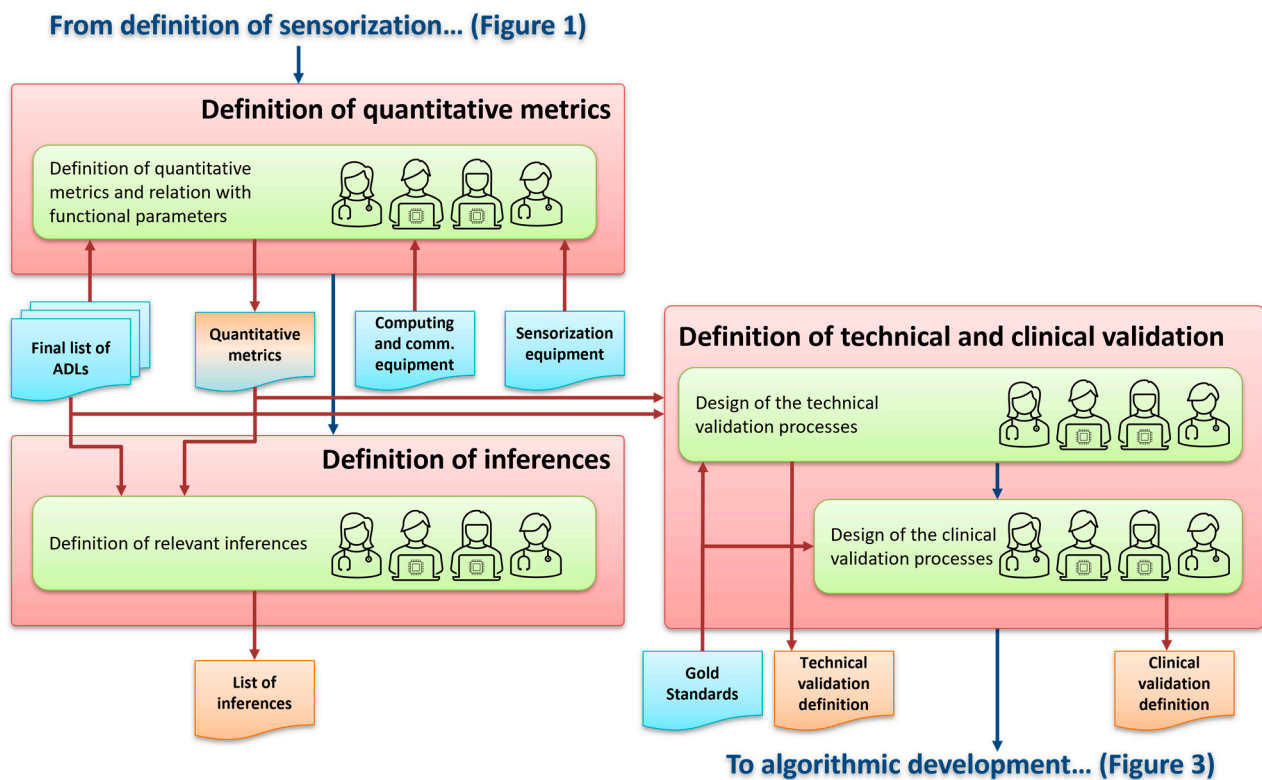 From definition of sensorization... (Figure 1)
Definition of quantitative metrics
Definition of quantitative
metrics and relation with
functional parameters
Final list of
ADLs
Quantitative
metrics
Computing
and comm.
equipment
Sensorization
equipment
Definition of technical and clinical validation
Design of the technical
validation processes
Definition of inferences
Definition of relevant inferences
Design of the clinical
validation processes
List of
inferences
Gold
Standards
Technical
validation
definition
Clinical
validation
definition
To algorithmic development... (Figure 3)